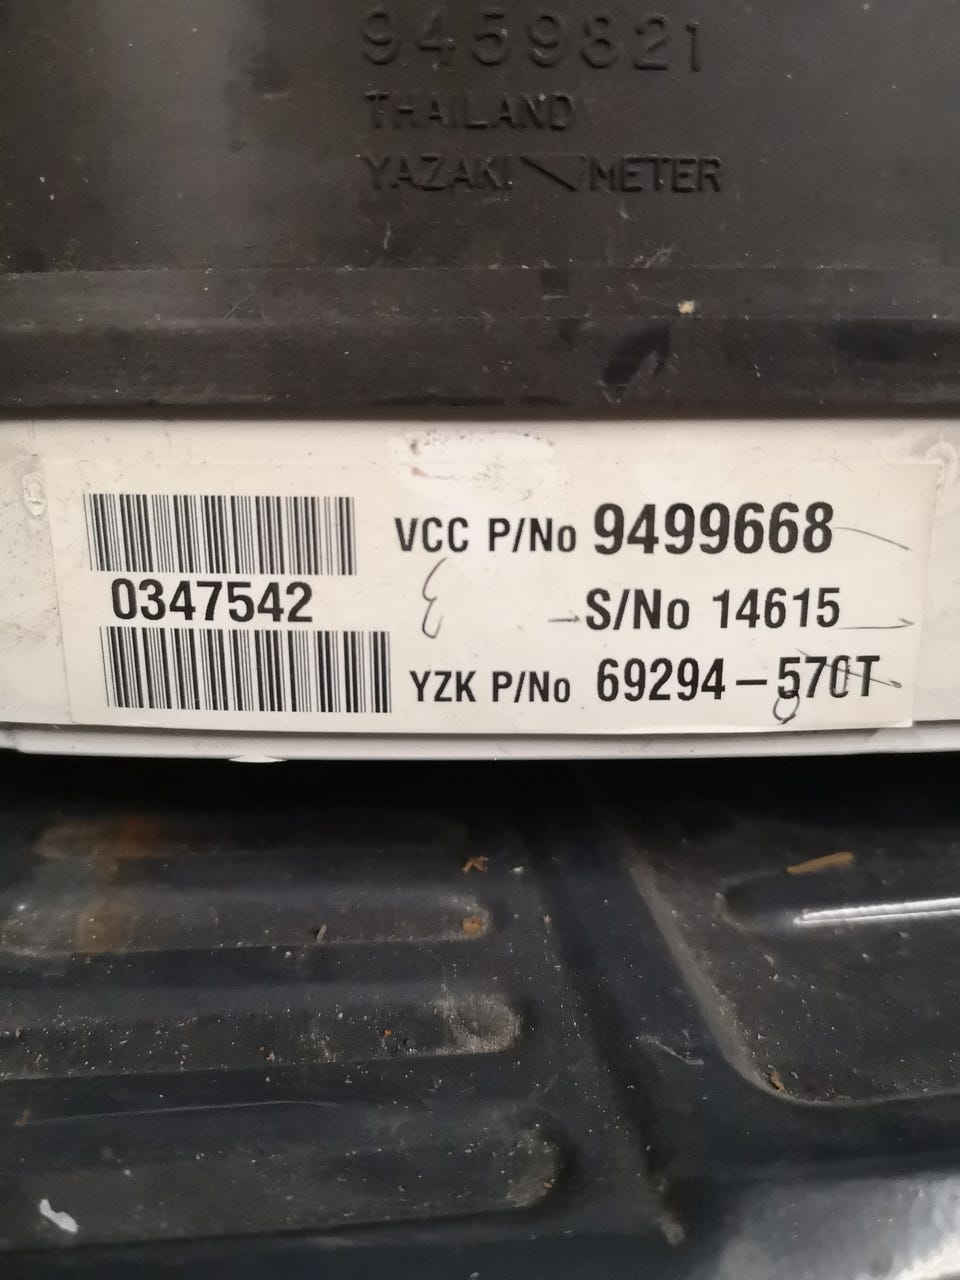 9459821
THAILAND
YAZAKI METER
VCC P/No 9499668
0347542
S/No 14615
YZK P/No 69294-570T